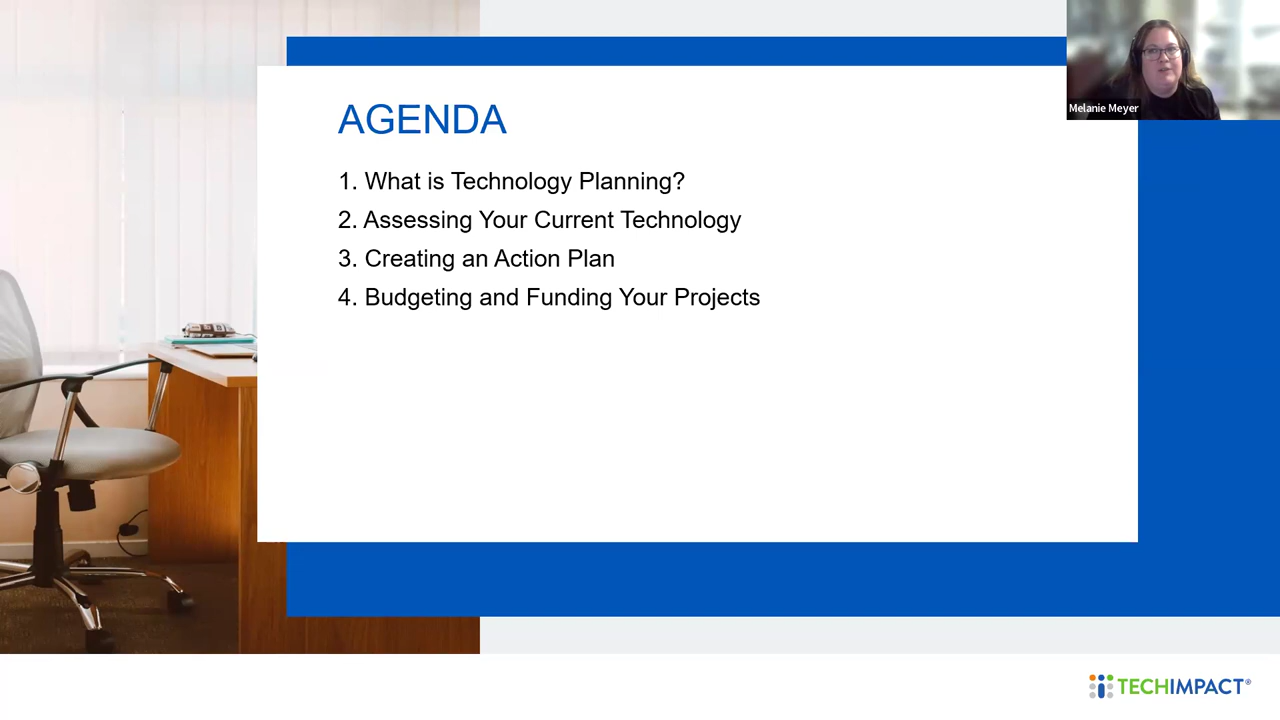 AGENDA
1. What is Technology Planning?
2. Assessing Your Current Technology
3. Creating an Action Plan
4. Budgeting and Funding Your Projects
Melanie Meyer
TECHIMPACT®